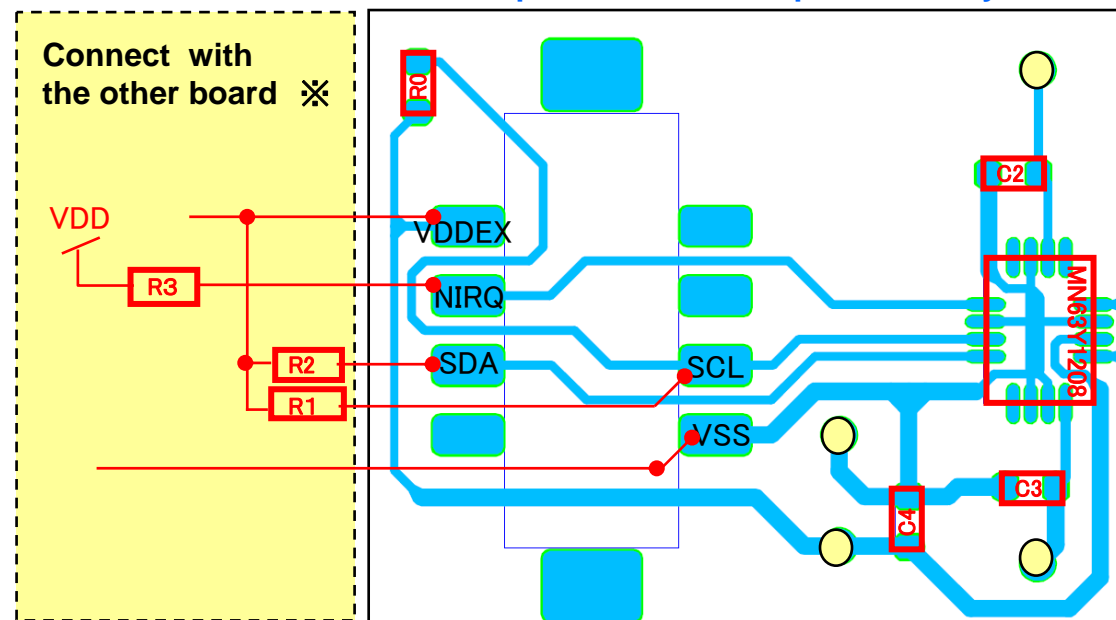 Connect with
the other board ※
VDD
R3
R2
R1
R0
VDDEX
NIRQ
SDA
SCL
VSS
C2
MN63Y1208
C3
C4